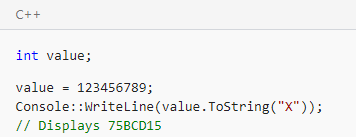 C++
int value;
value = 123456789;
Console::WriteLine(value.ToString("X"));
// Displays 75BCD15